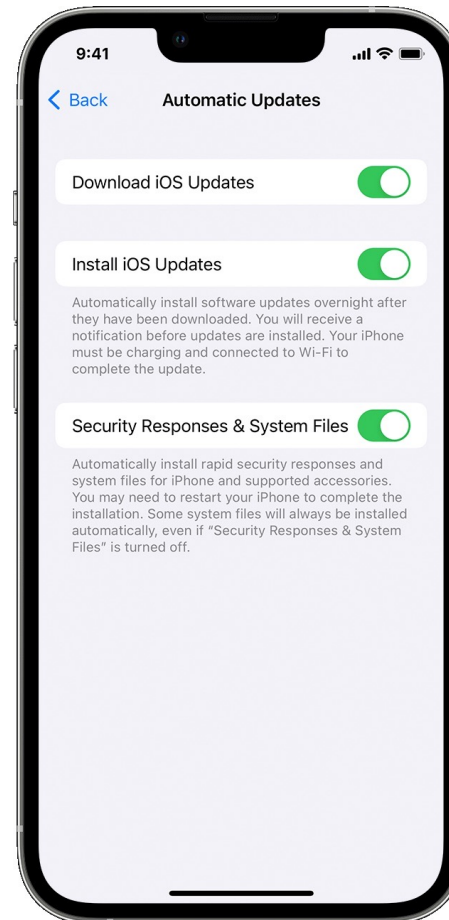 9:41
Back
Automatic Updates
Download iOS Updates
Install iOS Updates
Automatically install software updates overnight after
they have been downloaded. You will receive a
notification before updates are installed. Your iPhone
must be charging and connected to Wi-Fi to
complete the update.
Security Responses & System Files
Automatically install rapid security responses and
system files for iPhone and supported accessories.
You may need to restart your iPhone to complete the
installation. Some system files will always be installed
automatically, even if “Security Responses & System
Files” is turned off.